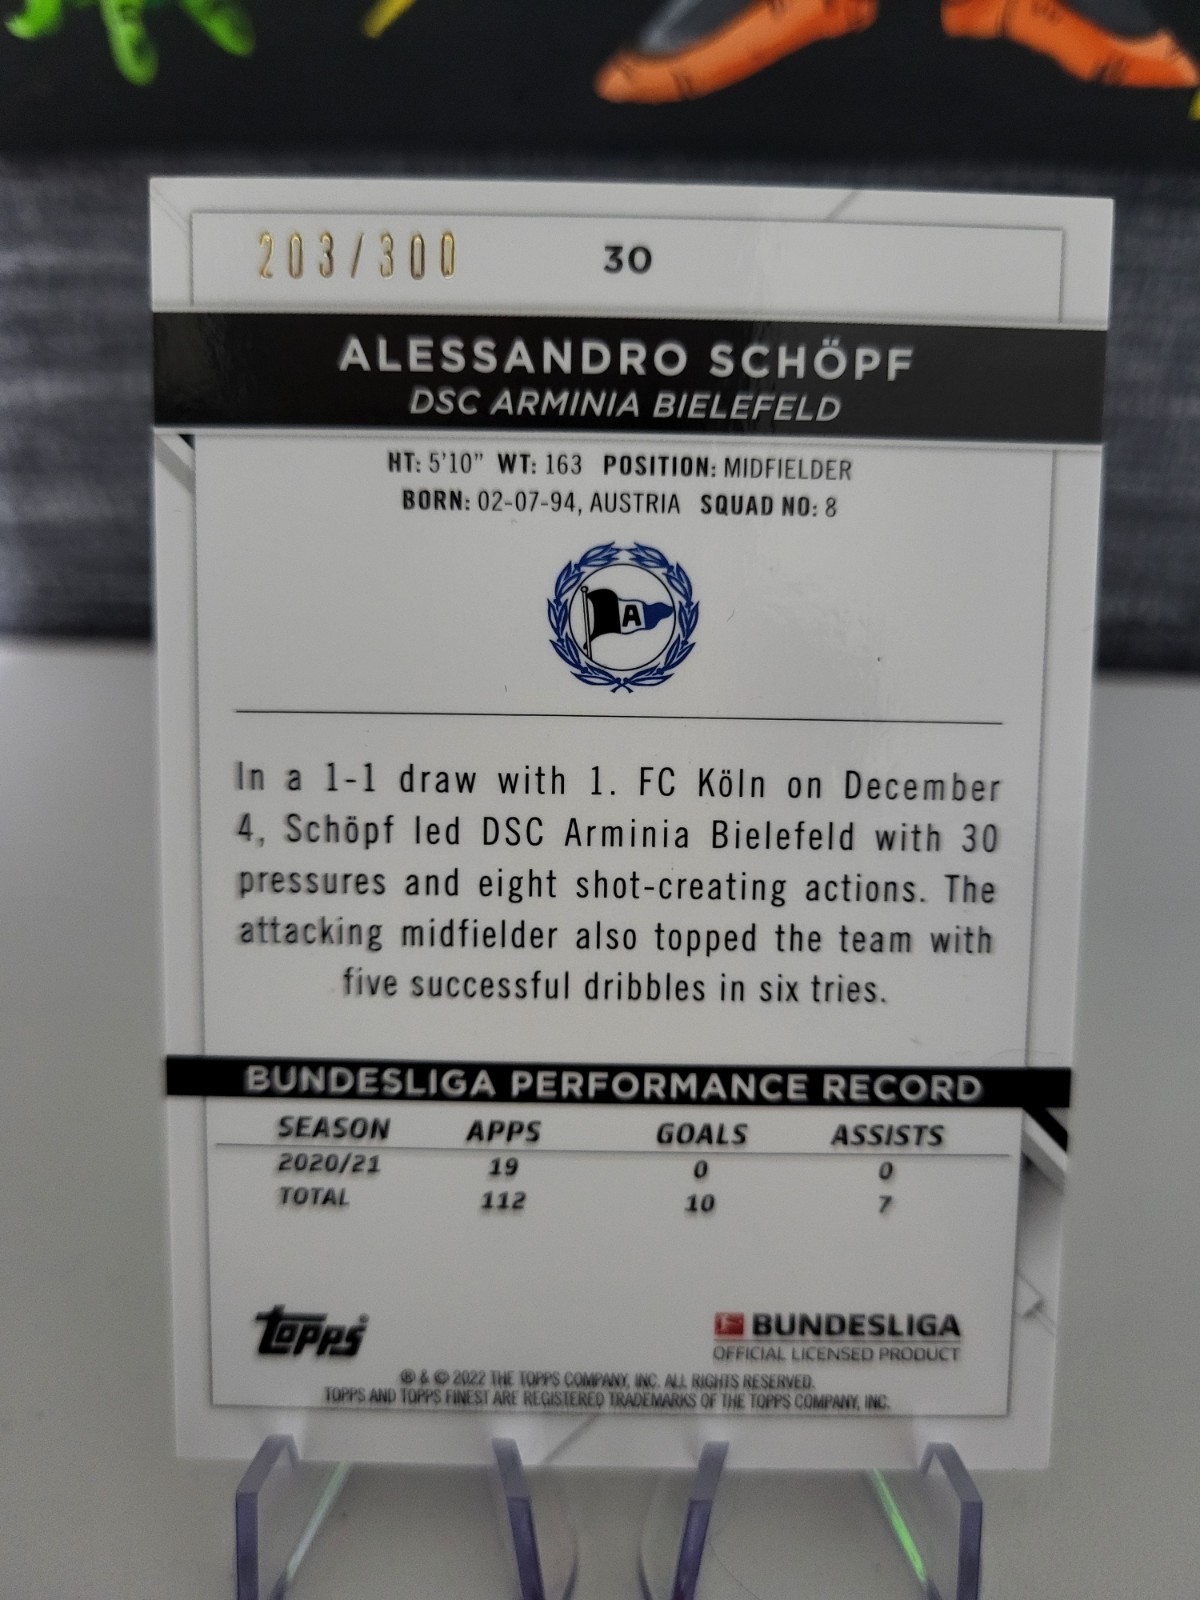 203/300 30
ALESSANDRO SCHÖPF
DSC ARMINIA BIELEFELD
HT: 5'10" WT: 163 POSITION: MIDFIELDER
BORN: 02-07-94, AUSTRIA SQUAD NO: 8
A
In a 1-1 draw with 1. FC Köln on December
4, Schöpf led DSC Arminia Bielefeld with 30
pressures and eight shot-creating actions. The
attacking midfielder also topped the team with
five successful dribbles in six tries.
BUNDESLIGA PERFORMANCE RECORD
SEASON APPS GOALS ASSISTS
2020/21 19 0 0
TOTAL 112 10 7
topps® BUNDESLIGA
OFFICIAL LICENSED PRODUCT
® & © 2022 THE TOPPS COMPANY, INC. ALL RIGHTS RESERVED.
TOPPS AND TOPPS FINEST ARE REGISTERED TRADEMARKS OF THE TOPPS COMPANY, INC.